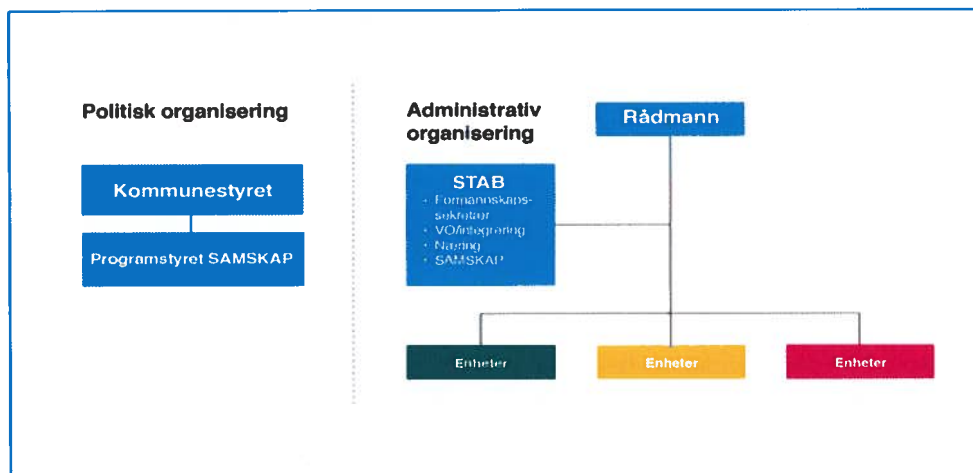 Politisk organisering
Kommunestyret
Programstyret SAMSKAP
Administrativ
organisering
Rådmann
STAB
• Formannskaps-
sekretær
• VO/integrering
• Næring
• SAMSKAP
Enheter
Enheter
Enheter